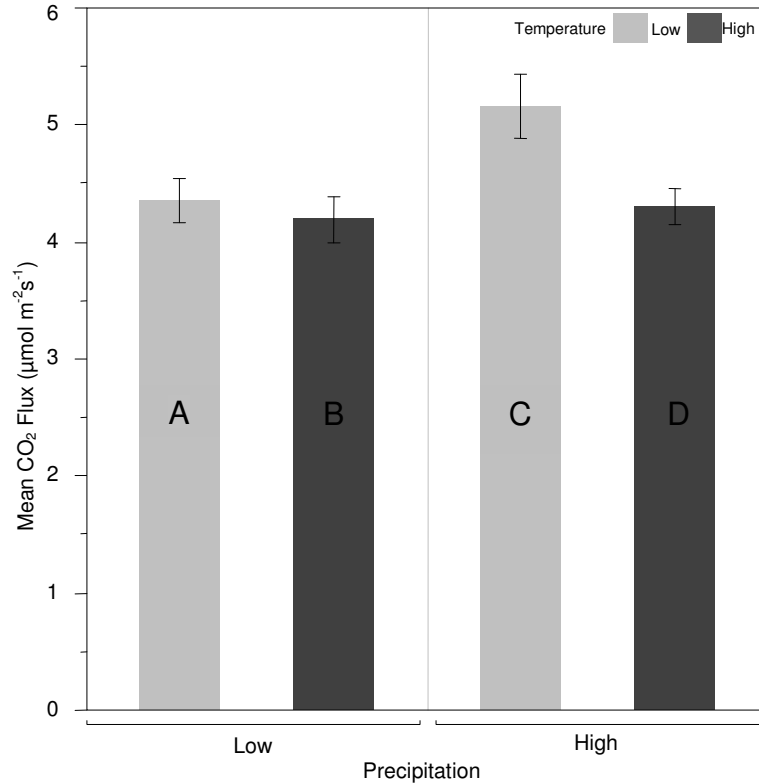 6
Temperature Low High
5
4
3
2
1
0
Mean CO₂ Flux (µmol m⁻²s⁻¹)
A B C D
Low High
Precipitation